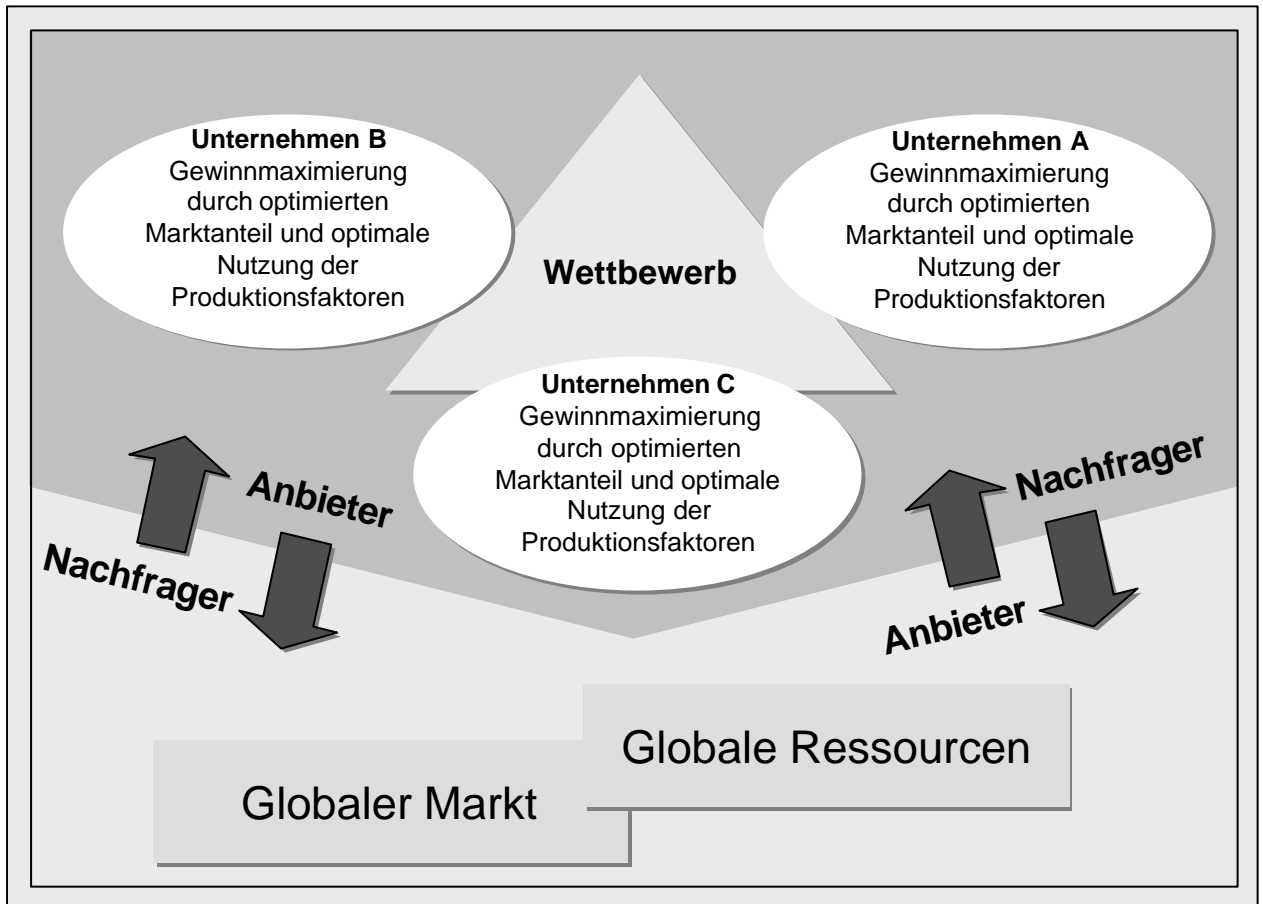 Unternehmen B
Gewinnmaximierung
durch optimierten
Marktanteil und optimale
Nutzung der
Produktionsfaktoren
Unternehmen A
Gewinnmaximierung
durch optimierten
Marktanteil und optimale
Nutzung der
Produktionsfaktoren
Wettbewerb
Unternehmen C
Gewinnmaximierung
durch optimierten
Marktanteil und optimale
Nutzung der
Produktionsfaktoren
Anbieter
Nachfrager
Nachfrager
Anbieter
Globale Ressourcen
Globaler Markt